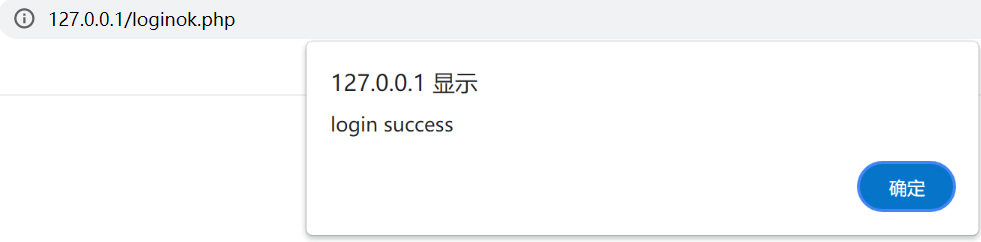 127.0.0.1/loginok.php
127.0.0.1 显示
login success
确定